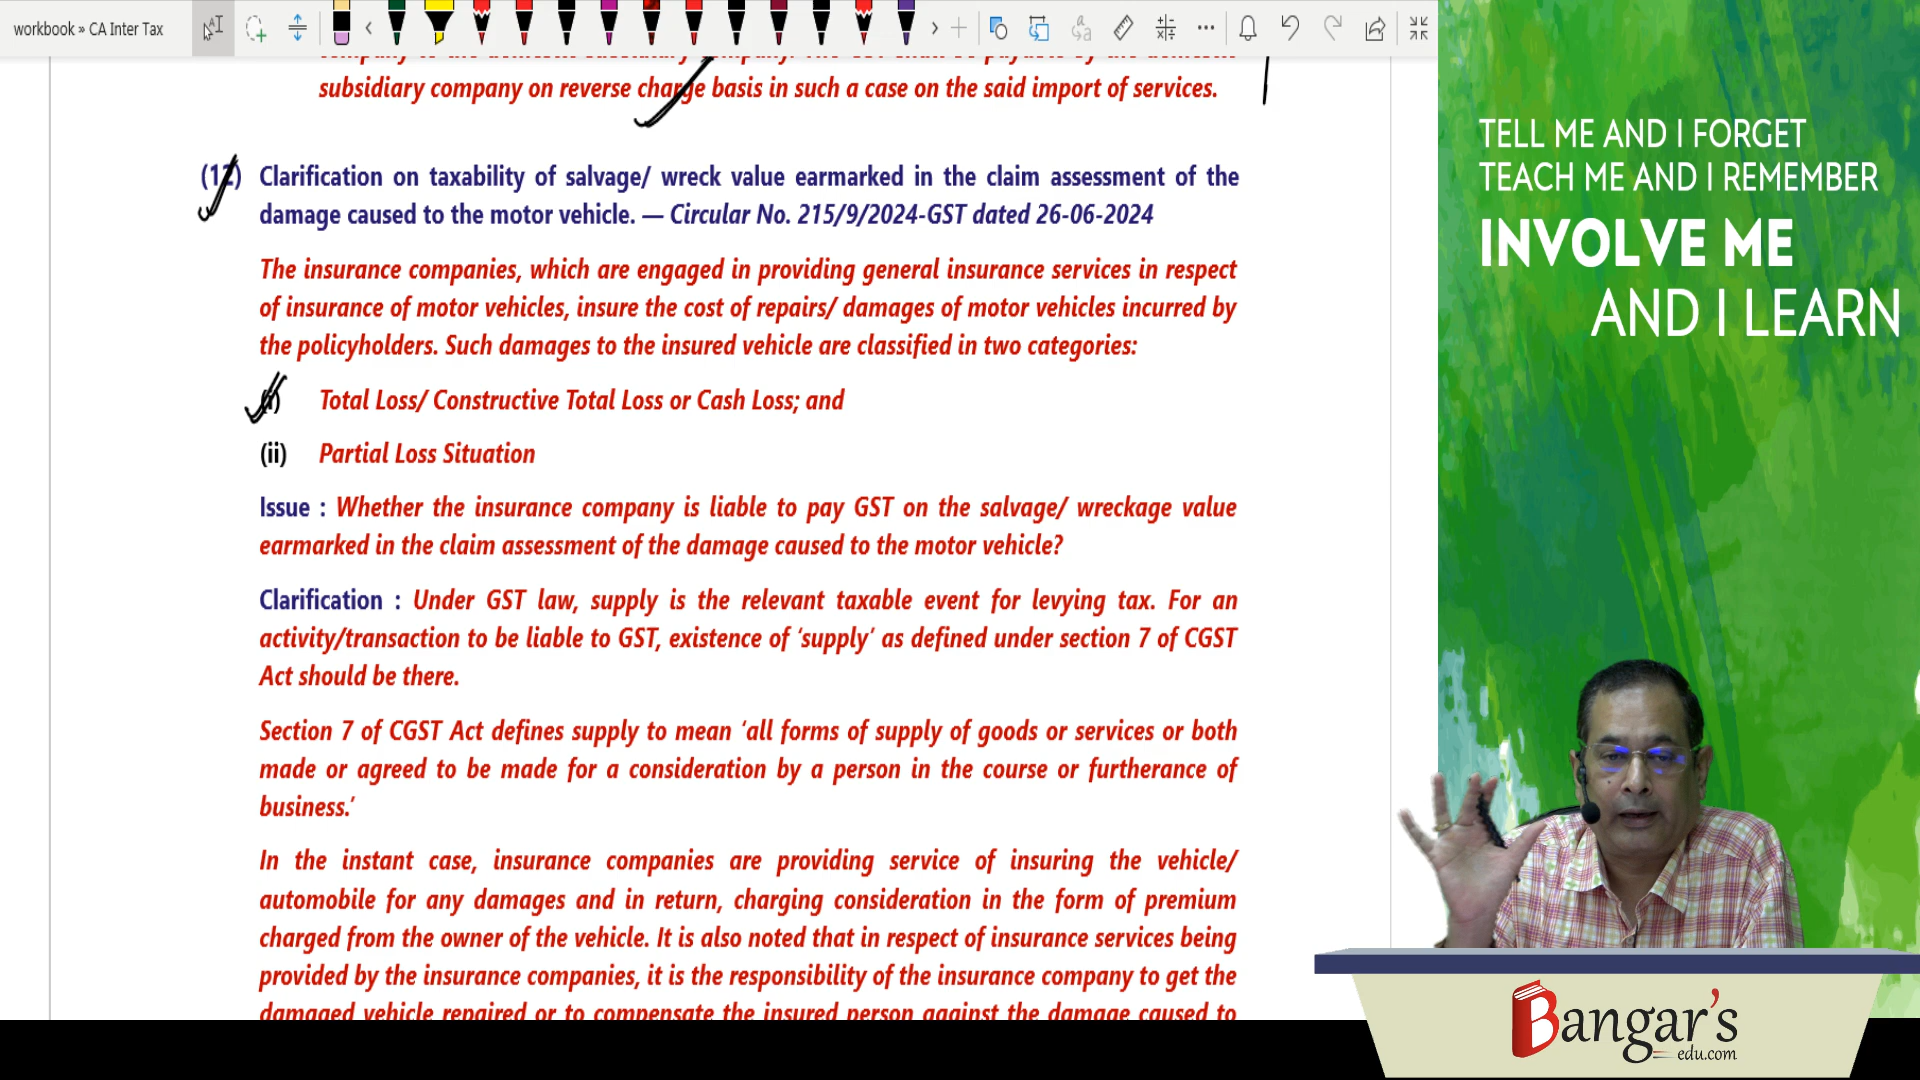 workbook » CA Inter Tax
subsidiary company on reverse charge basis in such a case on the said import of services.
(12) Clarification on taxability of salvage/ wreck value earmarked in the claim assessment of the
damage caused to the motor vehicle. — Circular No. 215/9/2024-GST dated 26-06-2024
The insurance companies, which are engaged in providing general insurance services in respect
of insurance of motor vehicles, insure the cost of repairs/ damages of motor vehicles incurred by
the policyholders. Such damages to the insured vehicle are classified in two categories:
(i) Total Loss/ Constructive Total Loss or Cash Loss; and
(ii) Partial Loss Situation
Issue : Whether the insurance company is liable to pay GST on the salvage/ wreckage value
earmarked in the claim assessment of the damage caused to the motor vehicle?
Clarification : Under GST law, supply is the relevant taxable event for levying tax. For an
activity/transaction to be liable to GST, existence of ‘supply’ as defined under section 7 of CGST
Act should be there.
Section 7 of CGST Act defines supply to mean ‘all forms of supply of goods or services or both
made or agreed to be made for a consideration by a person in the course or furtherance of
business.’
In the instant case, insurance companies are providing service of insuring the vehicle/
automobile for any damages and in return, charging consideration in the form of premium
charged from the owner of the vehicle. It is also noted that in respect of insurance services being
provided by the insurance companies, it is the responsibility of the insurance company to get the
damaged vehicle repaired or to compensate the insured person against the damage caused to
TELL ME AND I FORGET
TEACH ME AND I REMEMBER
INVOLVE ME
AND I LEARN
Bangar’s
edu.com